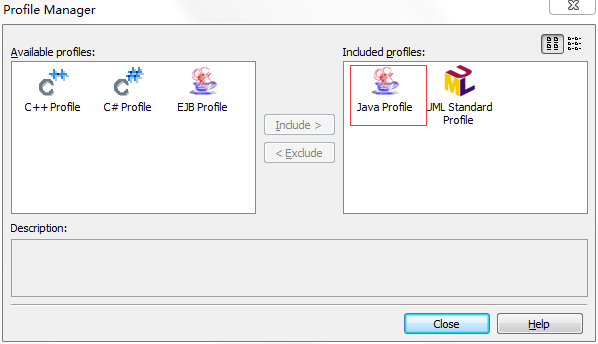 Profile Manager
Available profiles:
Included profiles:
C++ Profile
C# Profile
EJB Profile
Include >
< Exclude
Java Profile
UML Standard
Profile
Description:
Close
Help